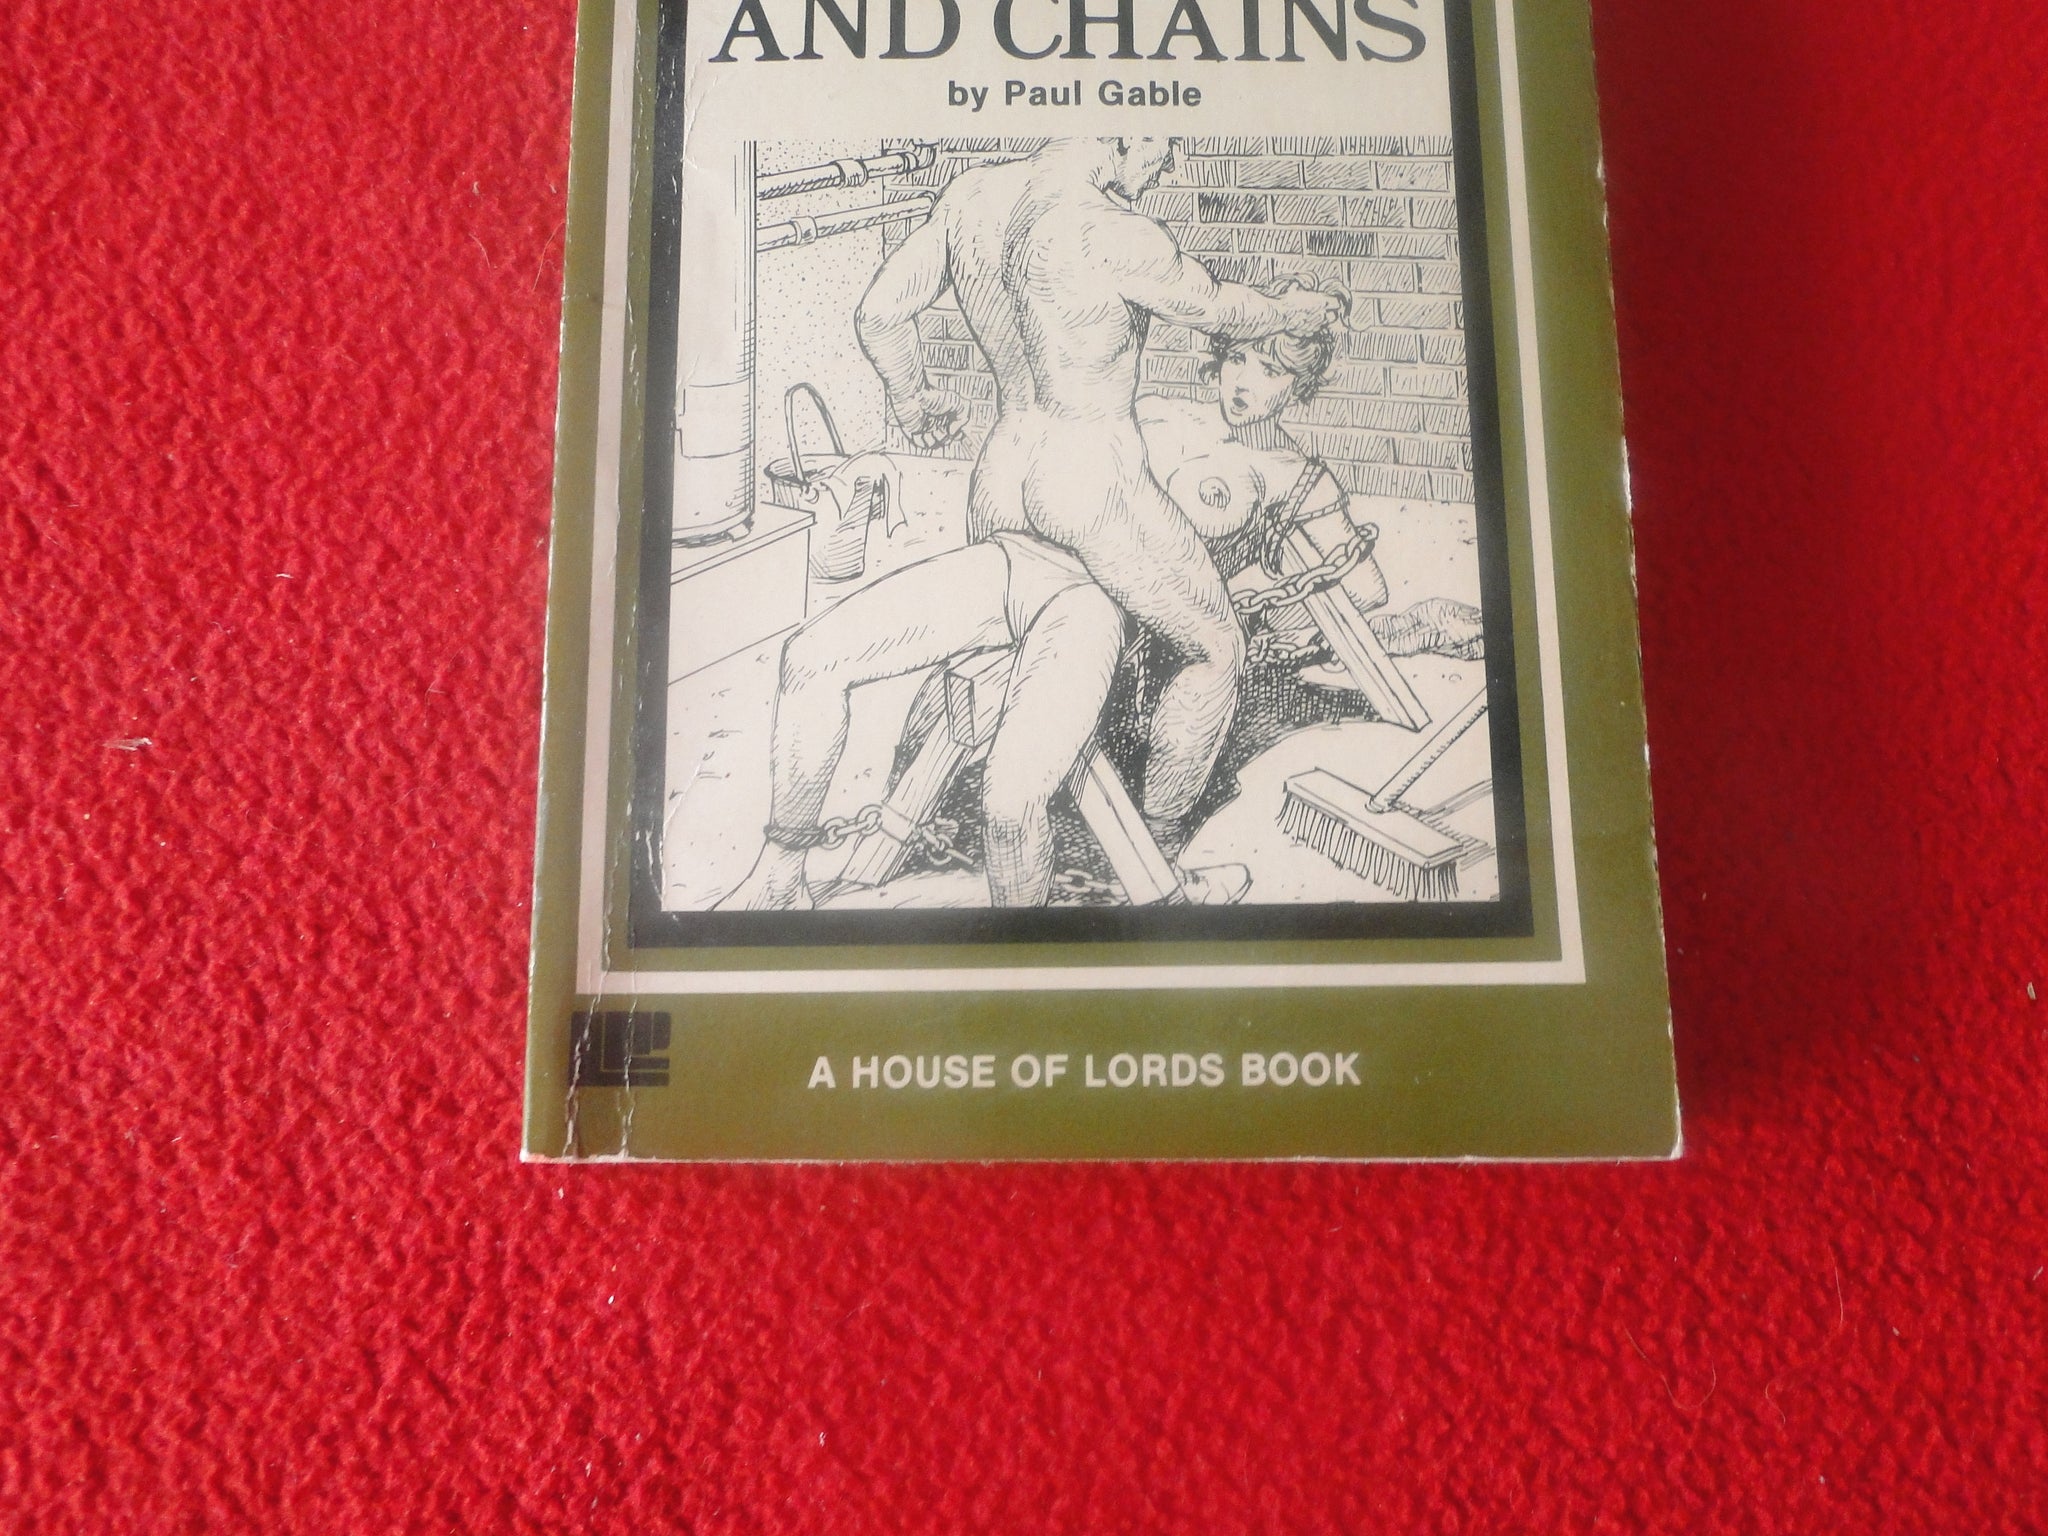 AND CHAINS
by Paul Gable
A HOUSE OF LORDS BOOK